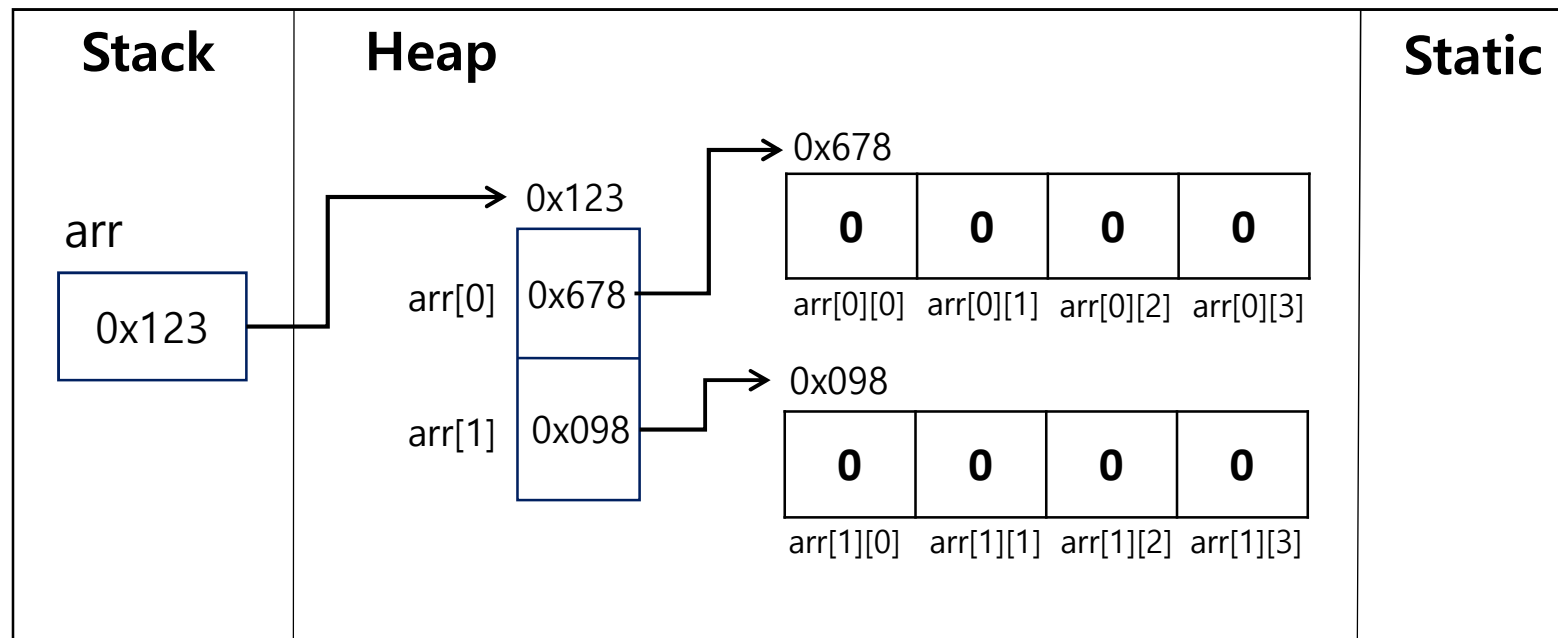 Stack
Heap
Static
0x678
0x123
0 0 0 0
arr
arr[0] 0x678
arr[0][0] arr[0][1] arr[0][2] arr[0][3]
0x123
0x098
arr[1] 0x098
0 0 0 0
arr[1][0] arr[1][1] arr[1][2] arr[1][3]